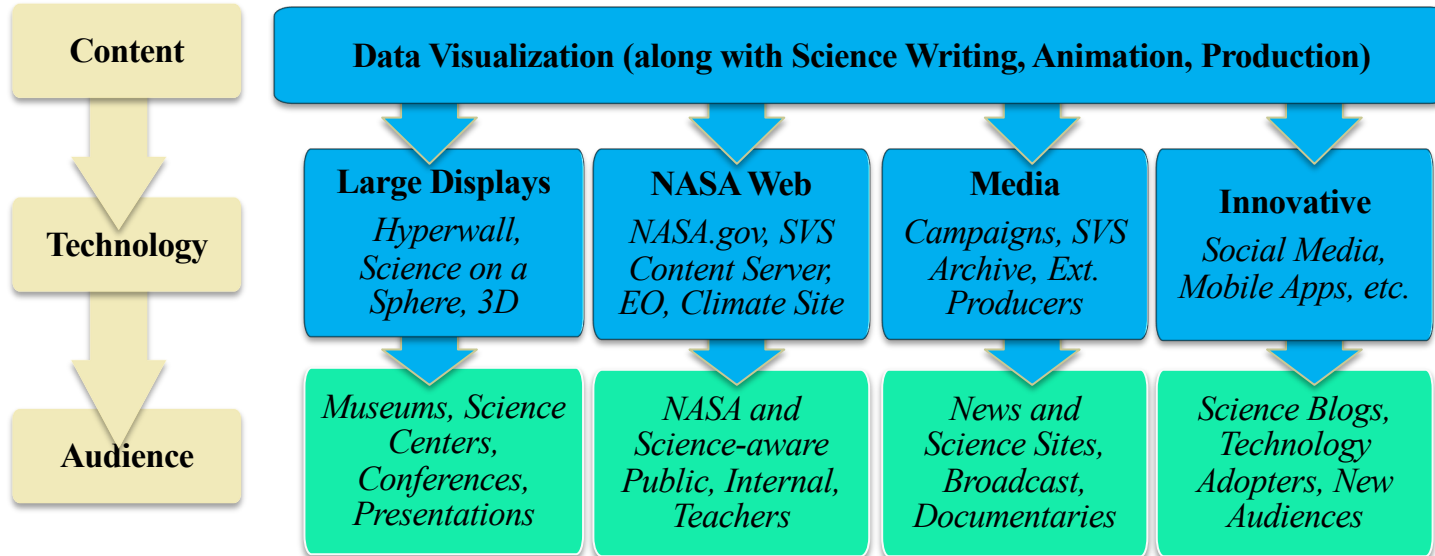 Content
Data Visualization (along with Science Writing, Animation, Production)
Technology
Large Displays
Hyperwall,
Science on a
Sphere, 3D
NASA Web
NASA.gov, SVS
Content Server,
EO, Climate Site
Media
Campaigns, SVS
Archive, Ext.
Producers
Innovative
Social Media,
Mobile Apps, etc.
Audience
Museums, Science
Centers,
Conferences,
Presentations
NASA and
Science-aware
Public, Internal,
Teachers
News and
Science Sites,
Broadcast,
Documentaries
Science Blogs,
Technology
Adopters, New
Audiences